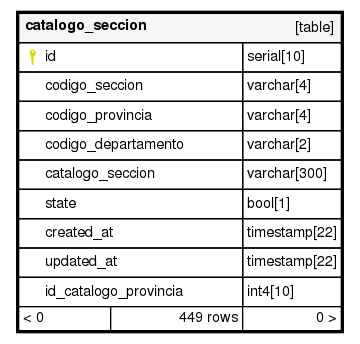 catalogo_seccion [table]
id serial[10]
codigo_seccion varchar[4]
codigo_provincia varchar[4]
codigo_departamento varchar[2]
catalogo_seccion varchar[300]
state bool[1]
created_at timestamp[22]
updated_at timestamp[22]
id_catalogo_provincia int4[10]
< 0 449 rows 0 >